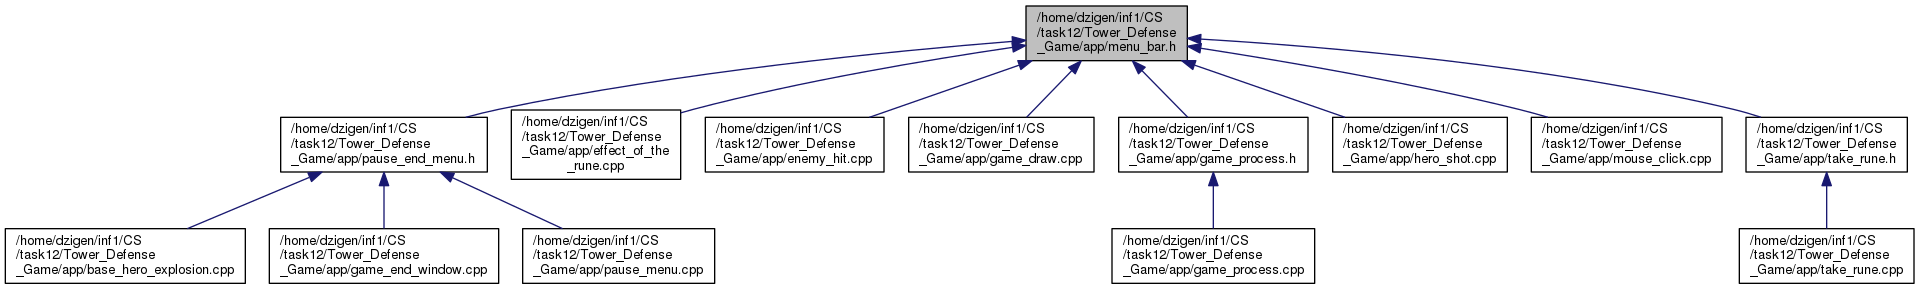 /home/dzigen/inf1/CS
/task12/Tower_Defense
_Game/app/menu_bar.h
/home/dzigen/inf1/CS
/task12/Tower_Defense
_Game/app/pause_end_menu.h
/home/dzigen/inf1/CS
/task12/Tower_Defense
_Game/app/effect_of_the
_rune.cpp
/home/dzigen/inf1/CS
/task12/Tower_Defense
_Game/app/enemy_hit.cpp
/home/dzigen/inf1/CS
/task12/Tower_Defense
_Game/app/game_draw.cpp
/home/dzigen/inf1/CS
/task12/Tower_Defense
_Game/app/game_process.h
/home/dzigen/inf1/CS
/task12/Tower_Defense
_Game/app/hero_shot.cpp
/home/dzigen/inf1/CS
/task12/Tower_Defense
_Game/app/mouse_click.cpp
/home/dzigen/inf1/CS
/task12/Tower_Defense
_Game/app/take_rune.h
/home/dzigen/inf1/CS
/task12/Tower_Defense
_Game/app/base_hero_explosion.cpp
/home/dzigen/inf1/CS
/task12/Tower_Defense
_Game/app/game_end_window.cpp
/home/dzigen/inf1/CS
/task12/Tower_Defense
_Game/app/pause_menu.cpp
/home/dzigen/inf1/CS
/task12/Tower_Defense
_Game/app/game_process.cpp
/home/dzigen/inf1/CS
/task12/Tower_Defense
_Game/app/take_rune.cpp